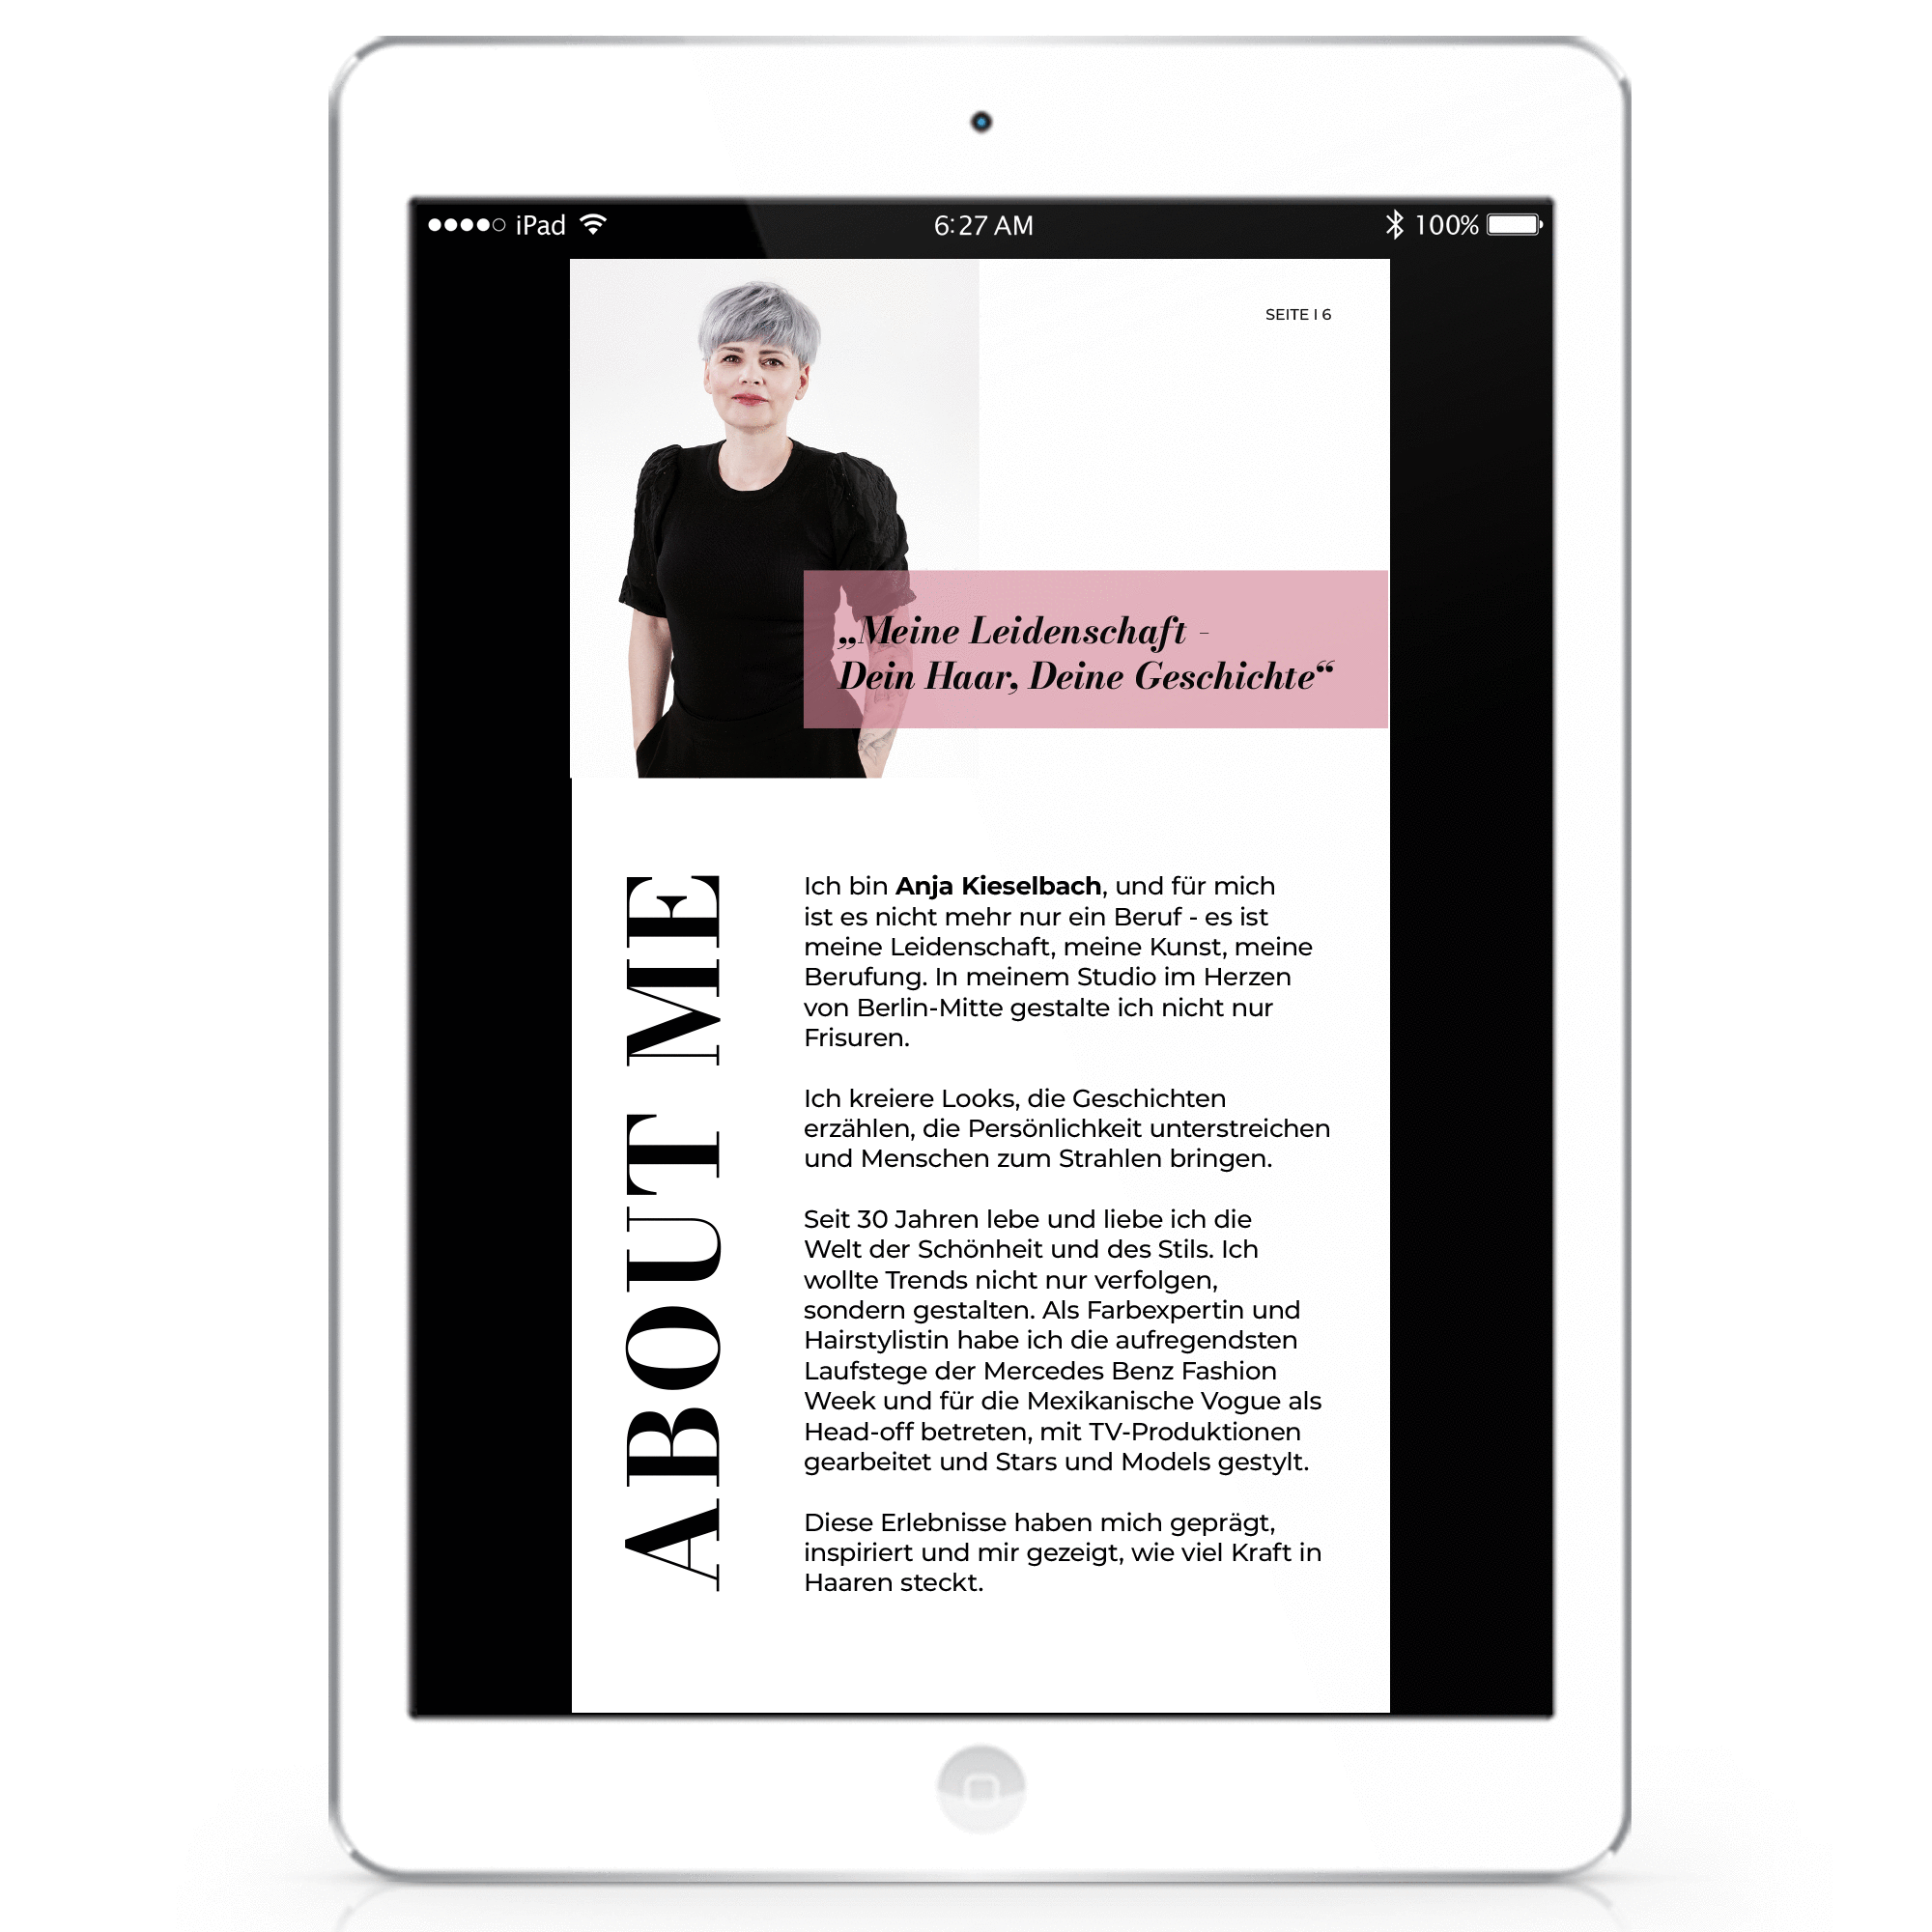 iPad
6:27 AM
100%
SEITE I 6
„Meine Leidenschaft -
Dein Haar, Deine Geschichte“
ABOUT ME
Ich bin Anja Kieselbach, und für mich
ist es nicht mehr nur ein Beruf - es ist
meine Leidenschaft, meine Kunst, meine
Berufung. In meinem Studio im Herzen
von Berlin-Mitte gestalte ich nicht nur
Frisuren.
Ich kreiere Looks, die Geschichten
erzählen, die Persönlichkeit unterstreichen
und Menschen zum Strahlen bringen.
Seit 30 Jahren lebe und liebe ich die
Welt der Schönheit und des Stils. Ich
wollte Trends nicht nur verfolgen,
sondern gestalten. Als Farbexpertin und
Hairstylistin habe ich die aufregendsten
Laufstege der Mercedes Benz Fashion
Week und für die Mexikanische Vogue als
Head-off betreten, mit TV-Produktionen
gearbeitet und Stars und Models gestylt.
Diese Erlebnisse haben mich geprägt,
inspiriert und mir gezeigt, wie viel Kraft in
Haaren steckt.